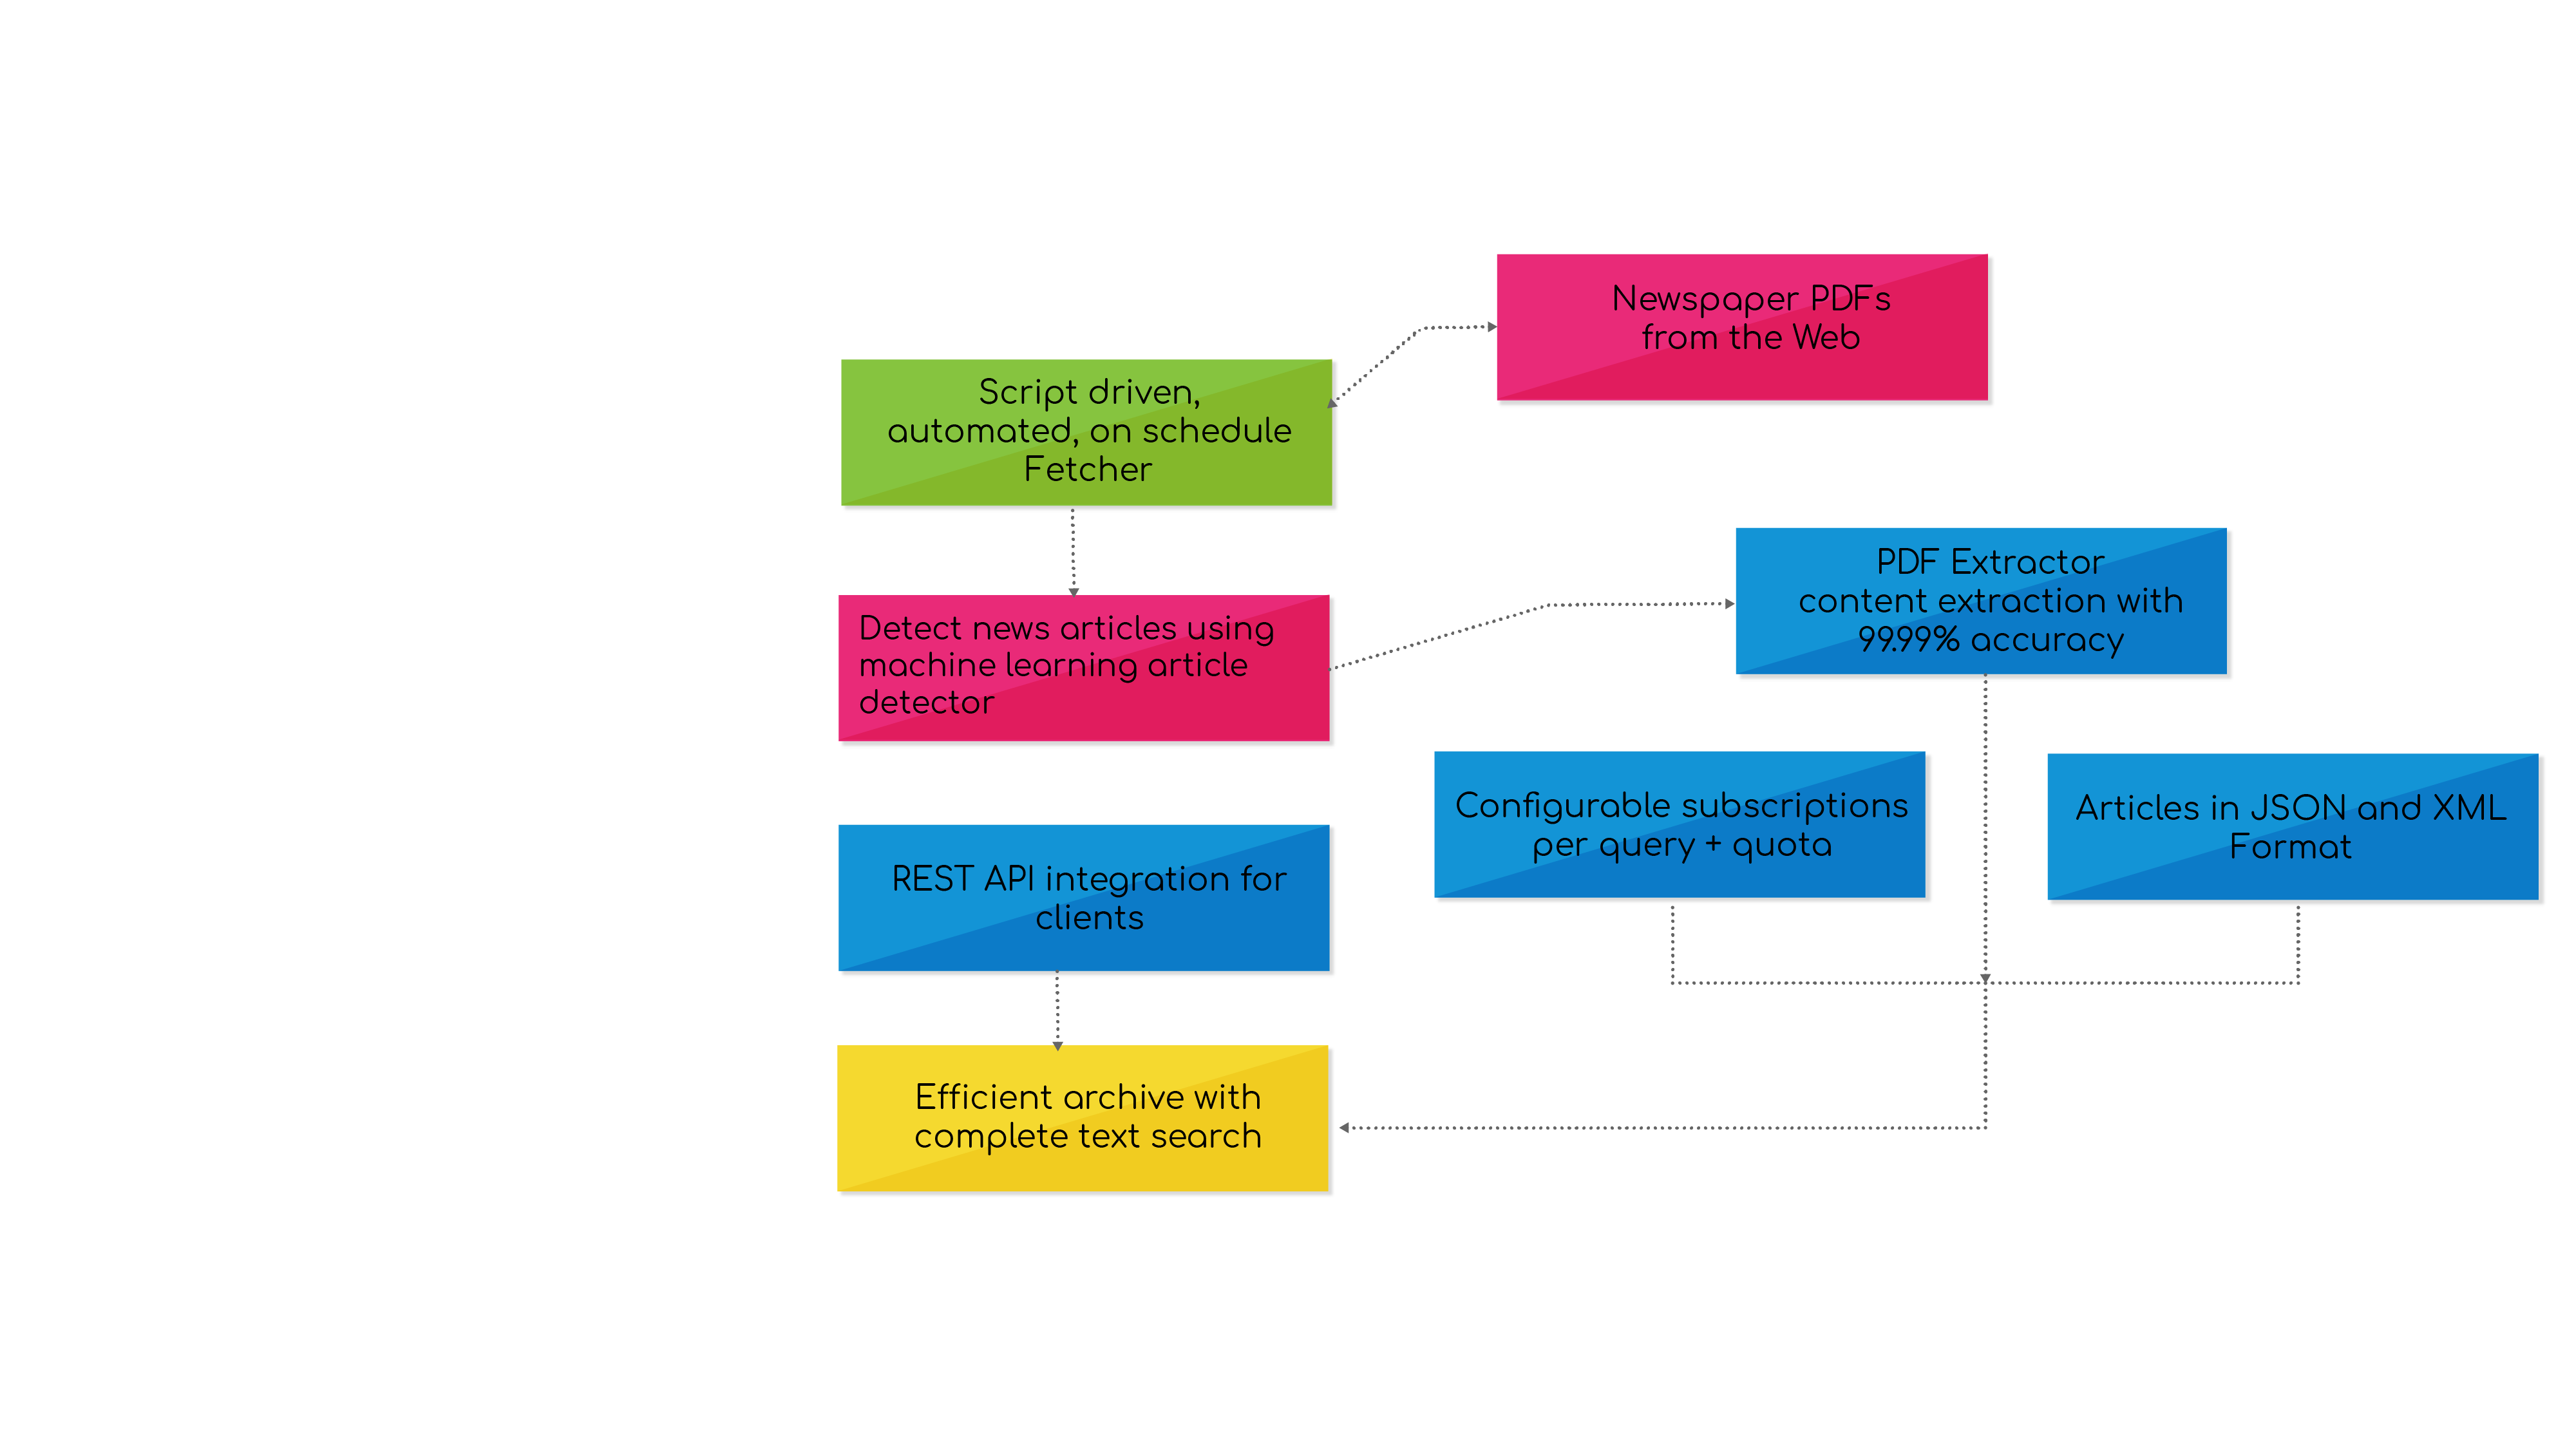 Newspaper PDFs
from the Web
Script driven,
automated, on schedule
Fetcher
PDF Extractor
content extraction with
99.99% accuracy
Detect news articles using
machine learning article
detector
Configurable subscriptions
per query + quota
Articles in JSON and XML
Format
REST API integration for
clients
Efficient archive with
complete text search